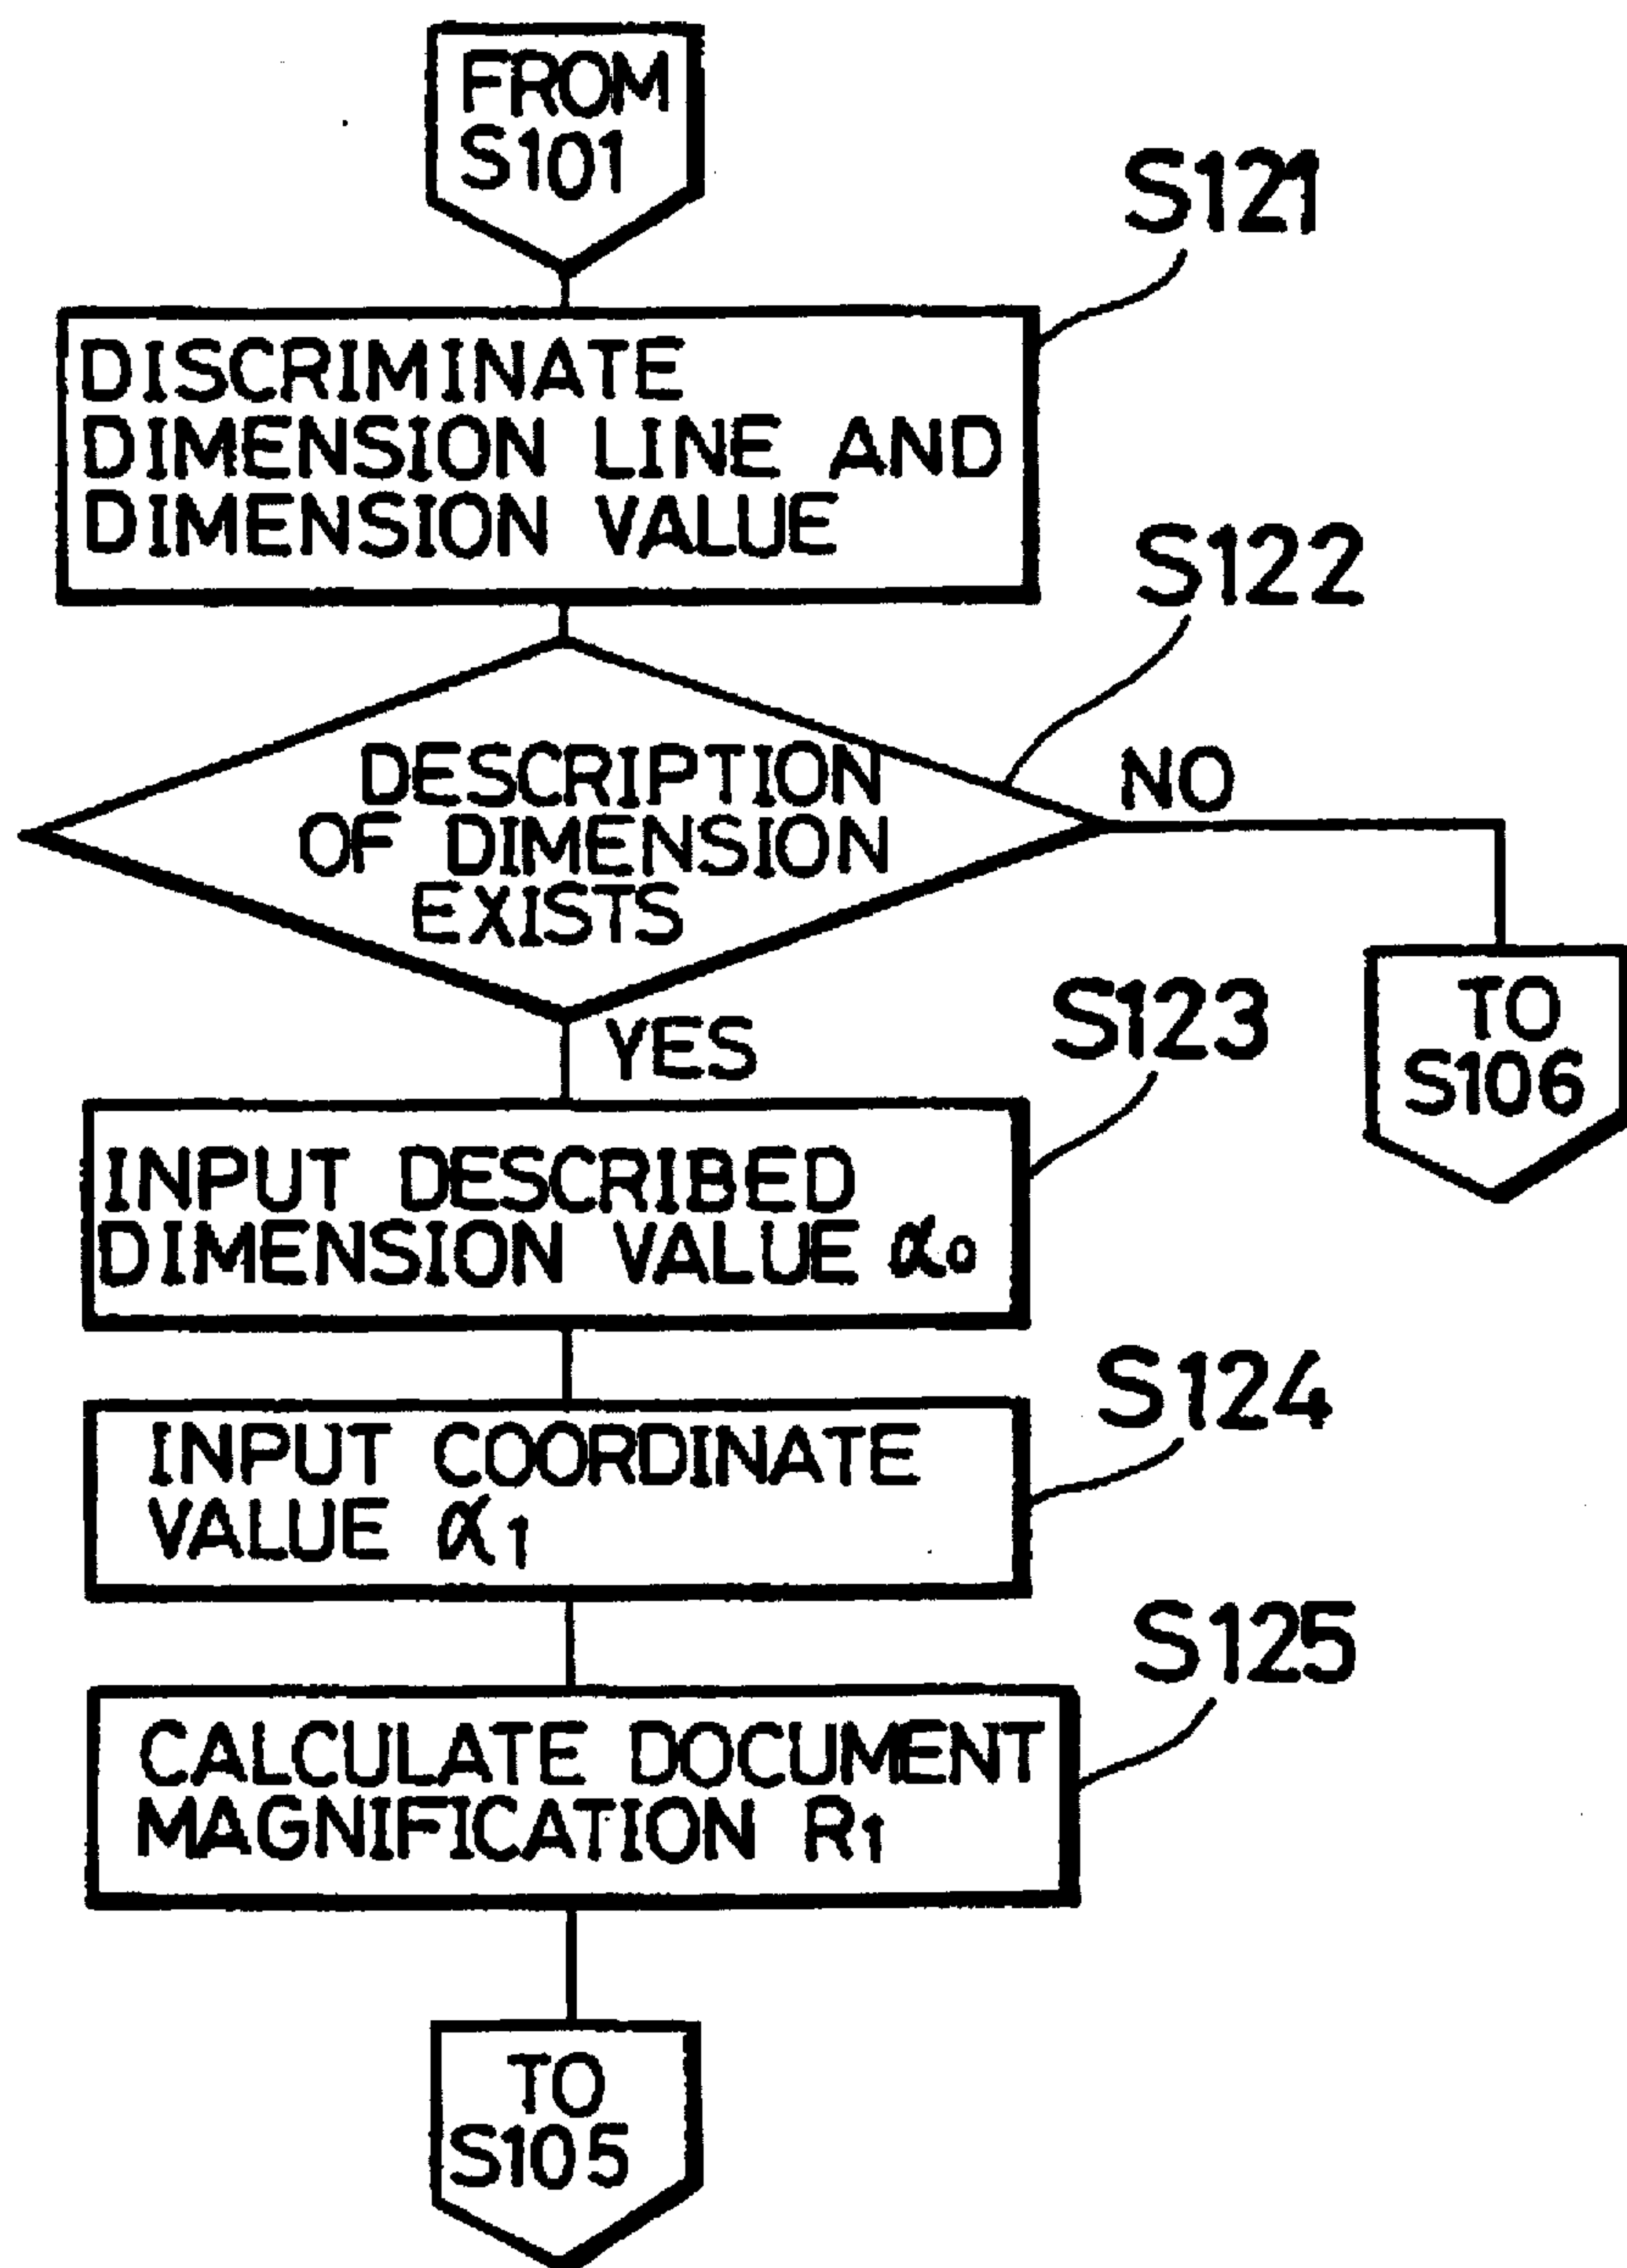 FROM
S101
S121
DISCRIMINATE
DIMENSION LINE AND
DIMENSION VALUE
S122
DESCRIPTION
OF DIMENSION
EXISTS
NO
TO
S106
YES
S123
INPUT DESCRIBED
DIMENSION VALUE α0
S124
INPUT COORDINATE
VALUE α1
S125
CALCULATE DOCUMENT
MAGNIFICATION R1
TO
S105